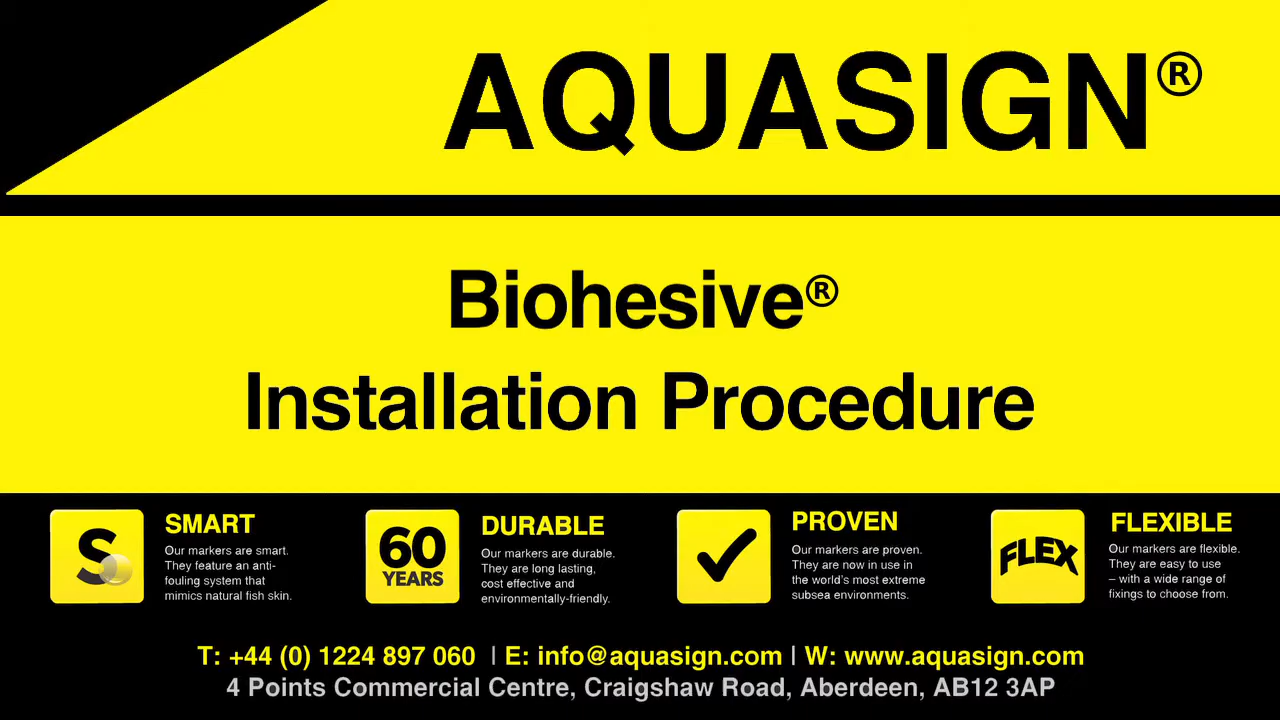 AQUASIGN®
Biohesive®
Installation Procedure
S
SMART
Our markers are smart.
They feature an anti-
fouling system that
mimics natural fish skin.
60
YEARS
DURABLE
Our markers are durable.
They are long lasting,
cost effective and
environmentally-friendly.
PROVEN
Our markers are proven.
They are now in use in
the world's most extreme
subsea environments.
FLEX
FLEXIBLE
Our markers are flexible.
They are easy to use
– with a wide range of
fixings to choose from.
T: +44 (0) 1224 897 060 | E: info@aquasign.com | W: www.aquasign.com
4 Points Commercial Centre, Craigshaw Road, Aberdeen, AB12 3AP